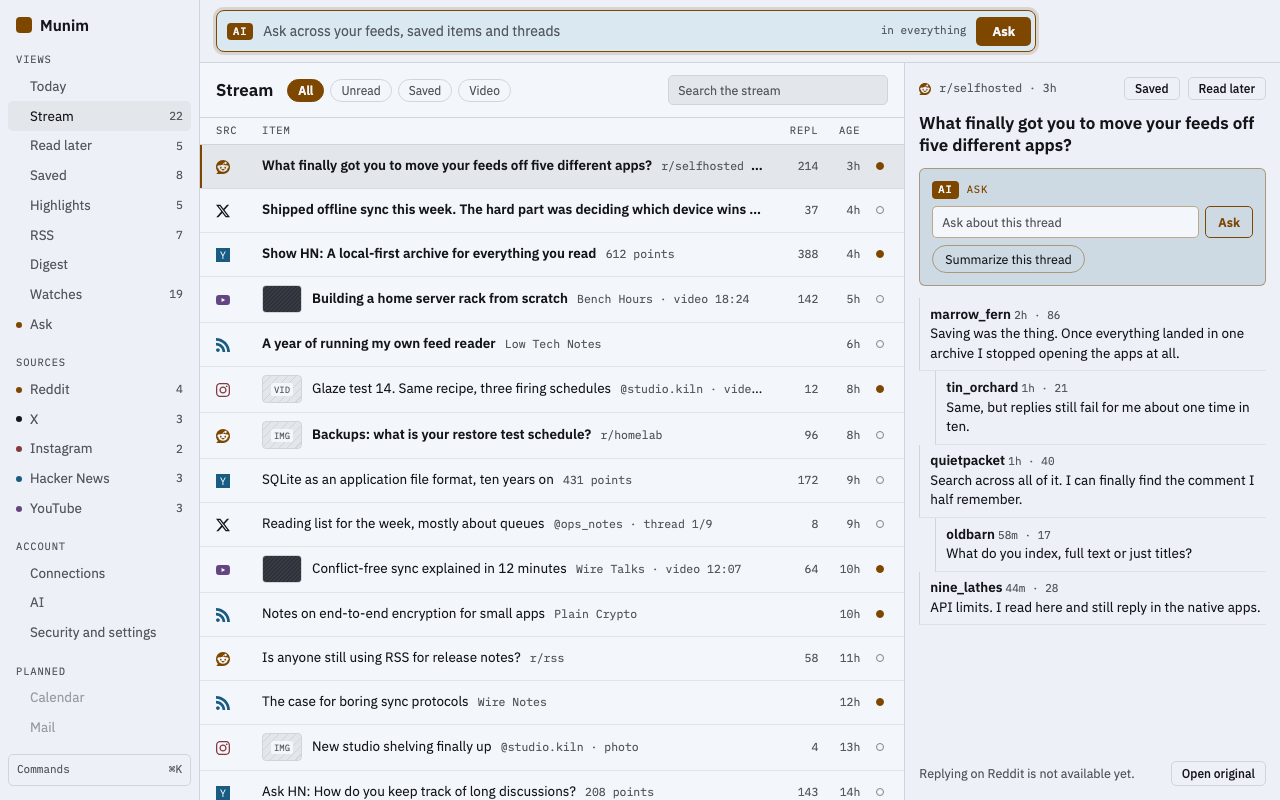 Munim
VIEWS
Today
Stream 22
Read later 5
Saved 8
Highlights 5
RSS 7
Digest
Watches 19
Ask
SOURCES
Reddit 4
X 3
Instagram 2
Hacker News 3
YouTube 3
ACCOUNT
Connections
AI
Security and settings
PLANNED
Calendar
Mail
Commands ⌘K
AI Ask across your feeds, saved items and threads in everything Ask
Stream All Unread Saved Video Search the stream
SRC ITEM REPL AGE
What finally got you to move your feeds off five different apps? r/selfhosted ... 214 3h
Shipped offline sync this week. The hard part was deciding which device wins ... 37 4h
Y Show HN: A local-first archive for everything you read 612 points 388 4h
Building a home server rack from scratch Bench Hours · video 18:24 142 5h
A year of running my own feed reader Low Tech Notes 6h
VID Glaze test 14. Same recipe, three firing schedules @studio.kiln · vide... 12 8h
IMG Backups: what is your restore test schedule? r/homelab 96 8h
Y SQLite as an application file format, ten years on 431 points 172 9h
Reading list for the week, mostly about queues @ops_notes · thread 1/9 8 9h
Conflict-free sync explained in 12 minutes Wire Talks · video 12:07 64 10h
Notes on end-to-end encryption for small apps Plain Crypto 10h
Is anyone still using RSS for release notes? r/rss 58 11h
The case for boring sync protocols Wire Notes 12h
IMG New studio shelving finally up @studio.kiln · photo 4 13h
Y Ask HN: How do you keep track of long discussions? 208 points 143 14h
r/selfhosted · 3h Saved Read later
What finally got you to move your feeds off
five different apps?
AI ASK
Ask about this thread Ask
Summarize this thread
marrow_fern 2h · 86
Saving was the thing. Once everything landed in one
archive I stopped opening the apps at all.
tin_orchard 1h · 21
Same, but replies still fail for me about one time in
ten.
quietpacket 1h · 40
Search across all of it. I can finally find the comment I
half remember.
oldbarn 58m · 17
What do you index, full text or just titles?
nine_lathes 44m · 28
API limits. I read here and still reply in the native apps.
Replying on Reddit is not available yet. Open original